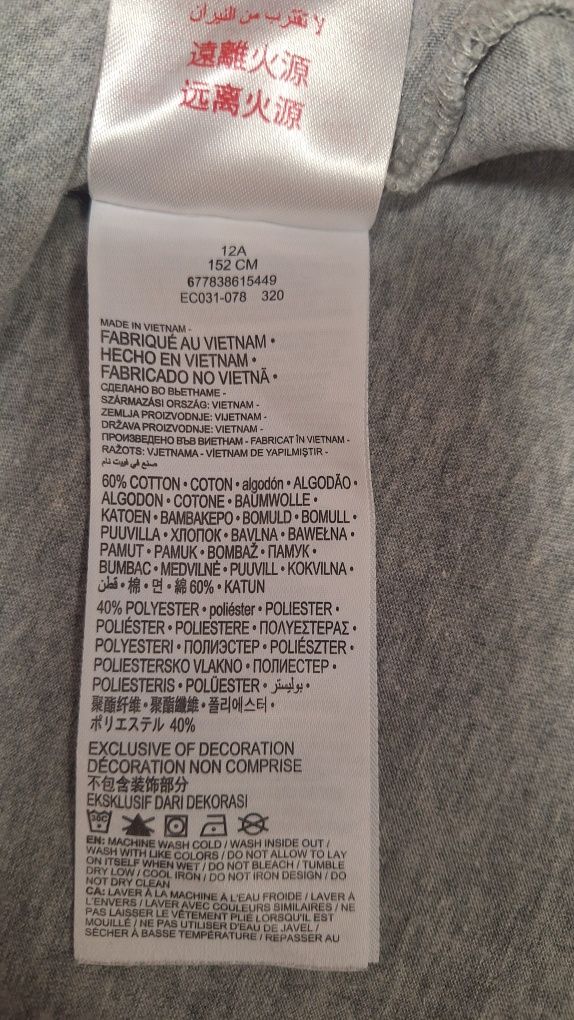 لا تقترب من النيران
遠離火源
远离火源
12A
152 CM
677838615449
EC031-078 320
MADE IN VIETNAM -
FABRIQUÉ AU VIETNAM •
HECHO EN VIETNAM •
FABRICADO NO VIETNÃ •
СДЕЛАНО ВО ВЬЕТНАМЕ -
SZÁRMAZÁSI ORSZÁG: VIETNAM -
ZEMLJA PROIZVODNJE: VIJETNAM -
DRŽAVA PROIZVODNJE: VIETNAM -
ПРОИЗВЕДЕНО ВЪВ ВИЕТНАМ - FABRICAT ÎN VIETNAM -
RAŽOTS: VJETNAMA - VİETNAM DE YAPILMIŞTIR -
صنع في فييت نام
60% COTTON • COTON • algodón • ALGODÃO •
ALGODON • COTONE • BAUMWOLLE •
KATOEN • ΒΑΜΒΑΚΕΡΟ • BOMULD • BOMULL •
PUUVILLA • ХЛОПОК • BAVLNA • BAWEŁNA •
PAMUT • PAMUK • BOMBAŽ • ПАМУК •
BUMBAC • MEDVILNĖ • PUUVILL • KOKVILNA •
قطن • 棉 • 면 • 綿 60% • KATUN
40% POLYESTER • poliéster • POLIESTER •
POLIÉSTER • POLIESTERE • ΠΟΛΥΕΣΤΕΡΑΣ •
POLYESTERI • ПОЛИЭСТЕР • POLIÉSZTER •
POLIESTERSKO VLAKNO • ПОЛИЕСТЕР •
POLIESTERIS • POLÜESTER • بوليستر •
聚酯纤维 • 聚酯纖維 • 폴리에스터 •
ポリエステル 40%
EXCLUSIVE OF DECORATION
DÉCORATION NON COMPRISE
不包含装饰部分
EKSKLUSIF DARI DEKORASI
EN: MACHINE WASH COLD / WASH INSIDE OUT /
WASH WITH LIKE COLORS / DO NOT ALLOW TO LAY
ON ITSELF WHEN WET / DO NOT BLEACH / TUMBLE
DRY LOW / COOL IRON / DO NOT IRON DESIGN / DO
NOT DRY CLEAN
CA: LAVER À LA MACHINE À L'EAU FROIDE / LAVER À
L'ENVERS / LAVER AVEC COULEURS SIMILAIRES / NE
PAS LAISSER LE VÊTEMENT PLIÉ LORSQU'IL EST
MOUILLÉ / NE PAS UTILISER D'EAU DE JAVEL /
SÉCHER À BASSE TEMPÉRATURE / REPASSER AU